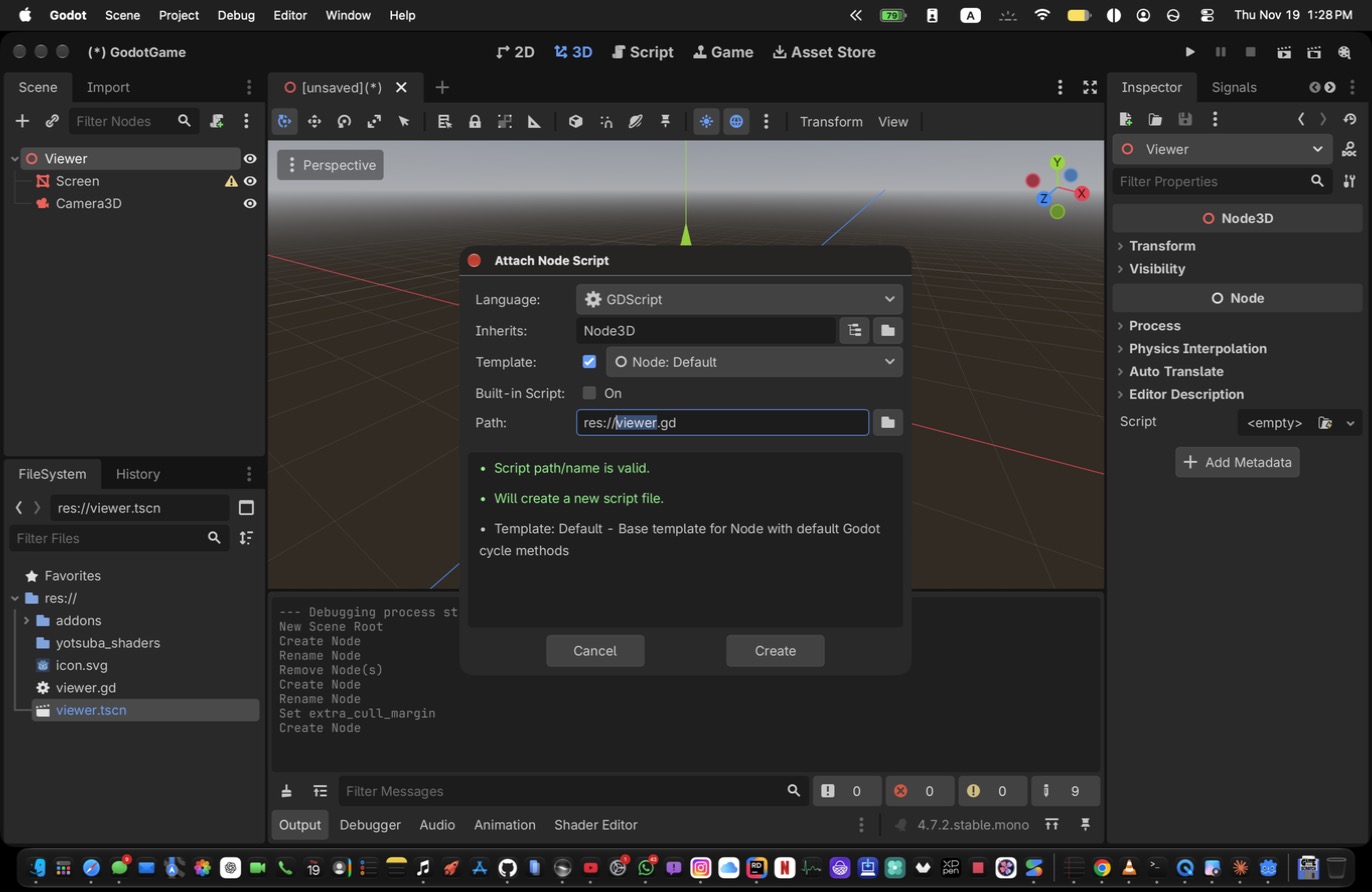 Godot Scene Project Debug Editor Window Help 79 A Thu Nov 19 1:28 PM
(*) GodotGame 2D 3D Script Game Asset Store
Scene Import
Filter Nodes
Viewer
Screen
Camera3D
FileSystem History
res://viewer.tscn
Filter Files
Favorites
res://
addons
yotsuba_shaders
icon.svg
viewer.gd
viewer.tscn
[unsaved](*)
Transform View
Perspective
Y
X
Z
Attach Node Script
Language: GDScript
Inherits: Node3D
Template: Node: Default
Built-in Script: On
Path: res://viewer.gd
• Script path/name is valid.
• Will create a new script file.
• Template: Default - Base template for Node with default Godot
cycle methods
Cancel Create
--- Debugging process st
New Scene Root
Create Node
Rename Node
Remove Node(s)
Create Node
Rename Node
Set extra_cull_margin
Create Node
Filter Messages 0 0 0 9
Output Debugger Audio Animation Shader Editor 4.7.2.stable.mono
Inspector Signals
Viewer
Filter Properties
Node3D
Transform
Visibility
Node
Process
Physics Interpolation
Auto Translate
Editor Description
Script <empty>
Add Metadata